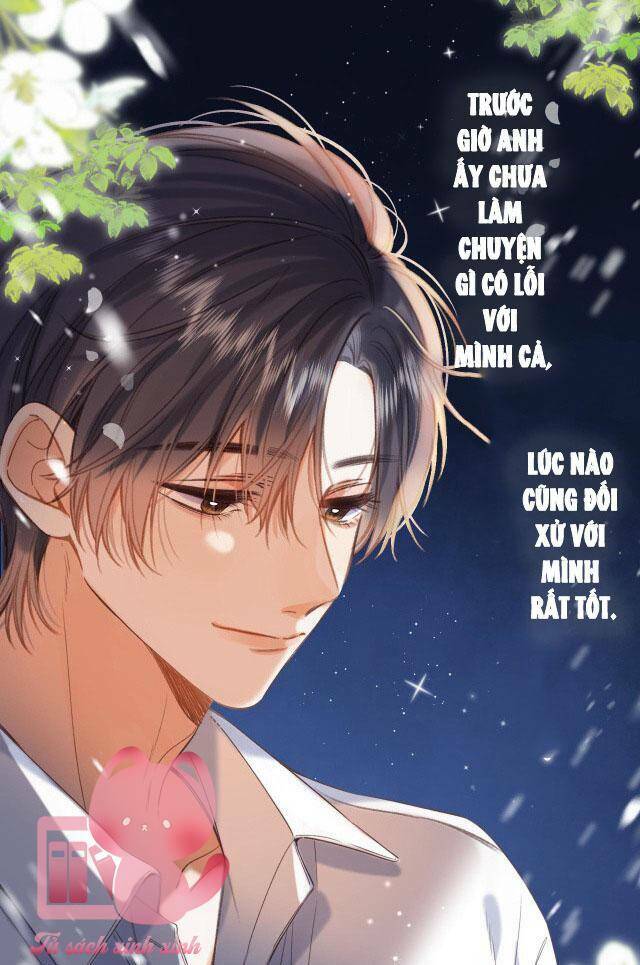 TRƯỚC
GIỜ ANH
ẤY CHƯA
LÀM
CHUYỆN
GÌ CÓ LỖI
VỚI
MÌNH CẢ,
LÚC NÀO
CŨNG ĐỐI
XỬ VỚI
MÌNH
RẤT TỐT.
Tủ sách xinh xinh